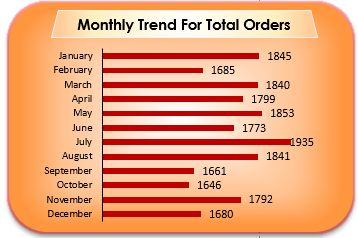 Monthly Trend For Total Orders
January 1845
February 1685
March 1840
April 1799
May 1853
June 1773
July 1935
August 1841
September 1661
October 1646
November 1792
December 1680